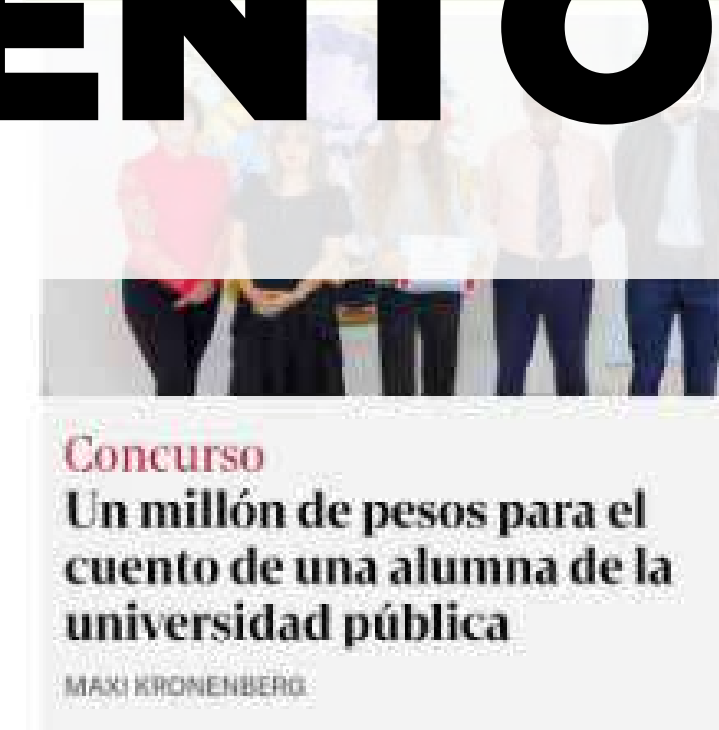 ENTO
Concurso
Un millón de pesos para el
cuento de una alumna de la
universidad pública
MAXI KRONENBERG